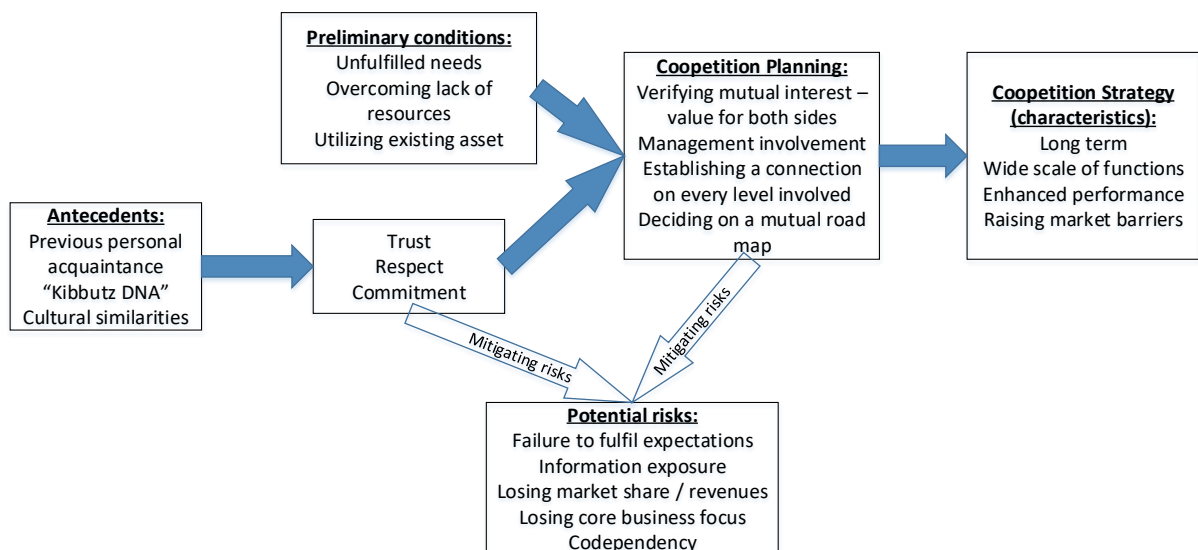 Preliminary conditions:
Unfulfilled needs
Overcoming lack of
resources
Utilizing existing asset
Coopetition Planning:
Verifying mutual interest –
value for both sides
Management involvement
Establishing a connection
on every level involved
Deciding on a mutual road
map
Coopetition Strategy
(characteristics):
Long term
Wide scale of functions
Enhanced performance
Raising market barriers
Antecedents:
Previous personal
acquaintance
“Kibbutz DNA”
Cultural similarities
Trust
Respect
Commitment
Mitigating risks
Mitigating risks
Potential risks:
Failure to fulfil expectations
Information exposure
Losing market share / revenues
Losing core business focus
Codependency